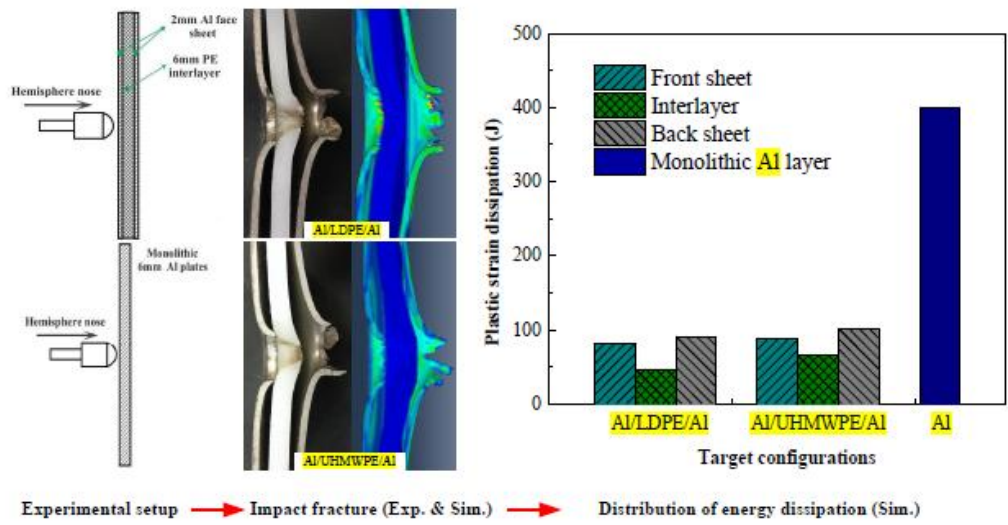 2mm Al face
sheet
6mm PE
interlayer
Hemisphere nose
Monolithic
6mm Al plates
Hemisphere nose
Al/LDPE/Al
Al/UHMWPE/Al
Plastic strain dissipation (J)
500
400
300
200
100
0
Front sheet
Interlayer
Back sheet
Monolithic Al layer
Al/LDPE/Al
Al/UHMWPE/Al
Al
Target configurations
Experimental setup
Impact fracture (Exp. & Sim.)
Distribution of energy dissipation (Sim.)